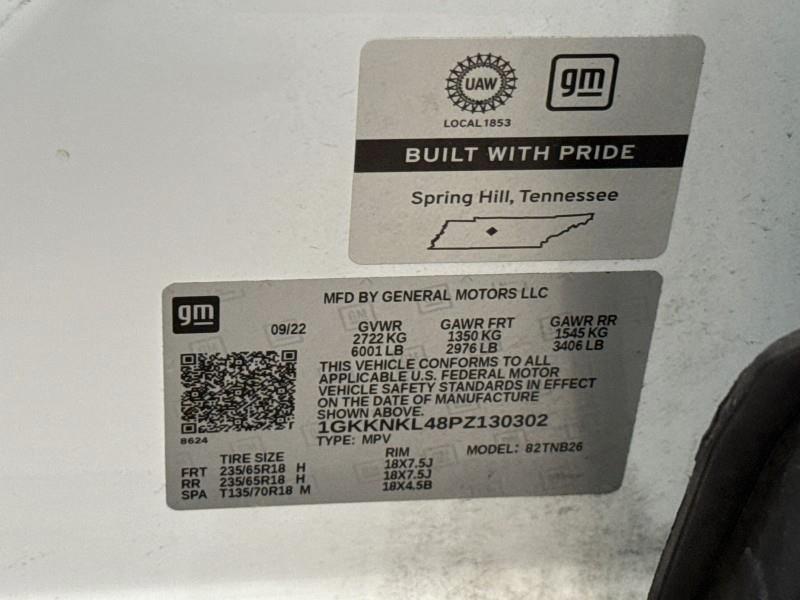 UAW
gm
LOCAL 1853
BUILT WITH PRIDE
Spring Hill, Tennessee
gm
MFD BY GENERAL MOTORS LLC
09/22
GVWR GAWR FRT GAWR RR
2722 KG 1350 KG 1545 KG
6001 LB 2976 LB 3406 LB
THIS VEHICLE CONFORMS TO ALL
APPLICABLE U.S. FEDERAL MOTOR
VEHICLE SAFETY STANDARDS IN EFFECT
ON THE DATE OF MANUFACTURE
SHOWN ABOVE.
1GKKNKL48PZ130302
8624
TYPE: MPV MODEL: 82TNB26
TIRE SIZE RIM
FRT 235/65R18 H 18X7.5J
RR 235/65R18 H 18X7.5J
SPA T135/70R18 M 18X4.5B